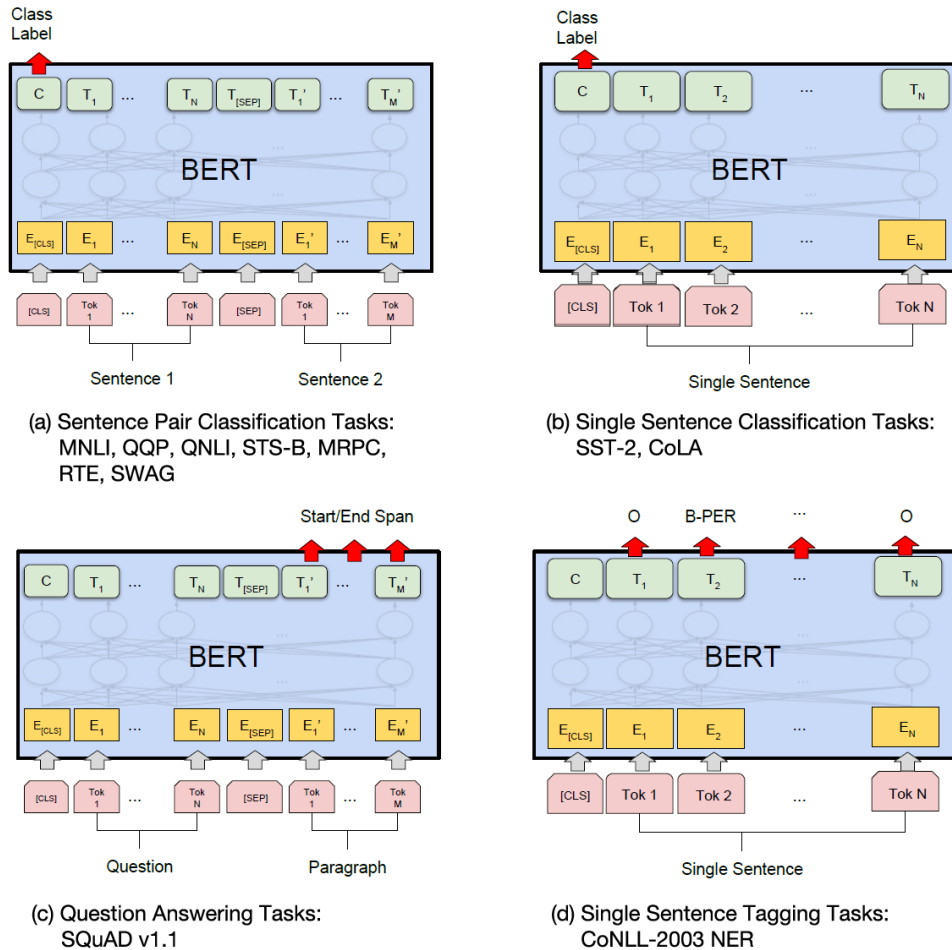 Class
Label
C T1 ... TN T[SEP] T1' ... TM'
...
BERT
...
E[CLS] E1 ... EN E[SEP] E1' ... EM'
[CLS] Tok 1 ... Tok N [SEP] Tok 1 ... Tok M
Sentence 1 Sentence 2
(a) Sentence Pair Classification Tasks:
MNLI, QQP, QNLI, STS-B, MRPC,
RTE, SWAG
Class
Label
C T1 T2 ... TN
...
BERT
...
E[CLS] E1 E2 ... EN
[CLS] Tok 1 Tok 2 ... Tok N
Single Sentence
(b) Single Sentence Classification Tasks:
SST-2, CoLA
Start/End Span
C T1 ... TN T[SEP] T1' ... TM'
...
BERT
...
E[CLS] E1 ... EN E[SEP] E1' ... EM'
[CLS] Tok 1 ... Tok N [SEP] Tok 1 ... Tok M
Question Paragraph
(c) Question Answering Tasks:
SQuAD v1.1
O B-PER ... O
C T1 T2 ... TN
...
BERT
...
E[CLS] E1 E2 ... EN
[CLS] Tok 1 Tok 2 ... Tok N
Single Sentence
(d) Single Sentence Tagging Tasks:
CoNLL-2003 NER